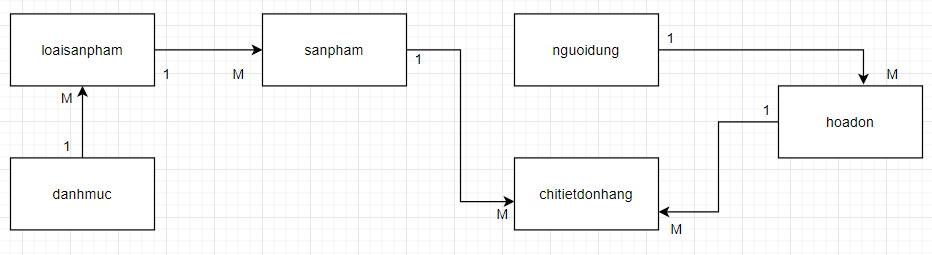 loaisanpham
1
M
sanpham
1
nguoidung
1
M
hoadon
1
M
1
danhmuc
chitietdonhang
M
M